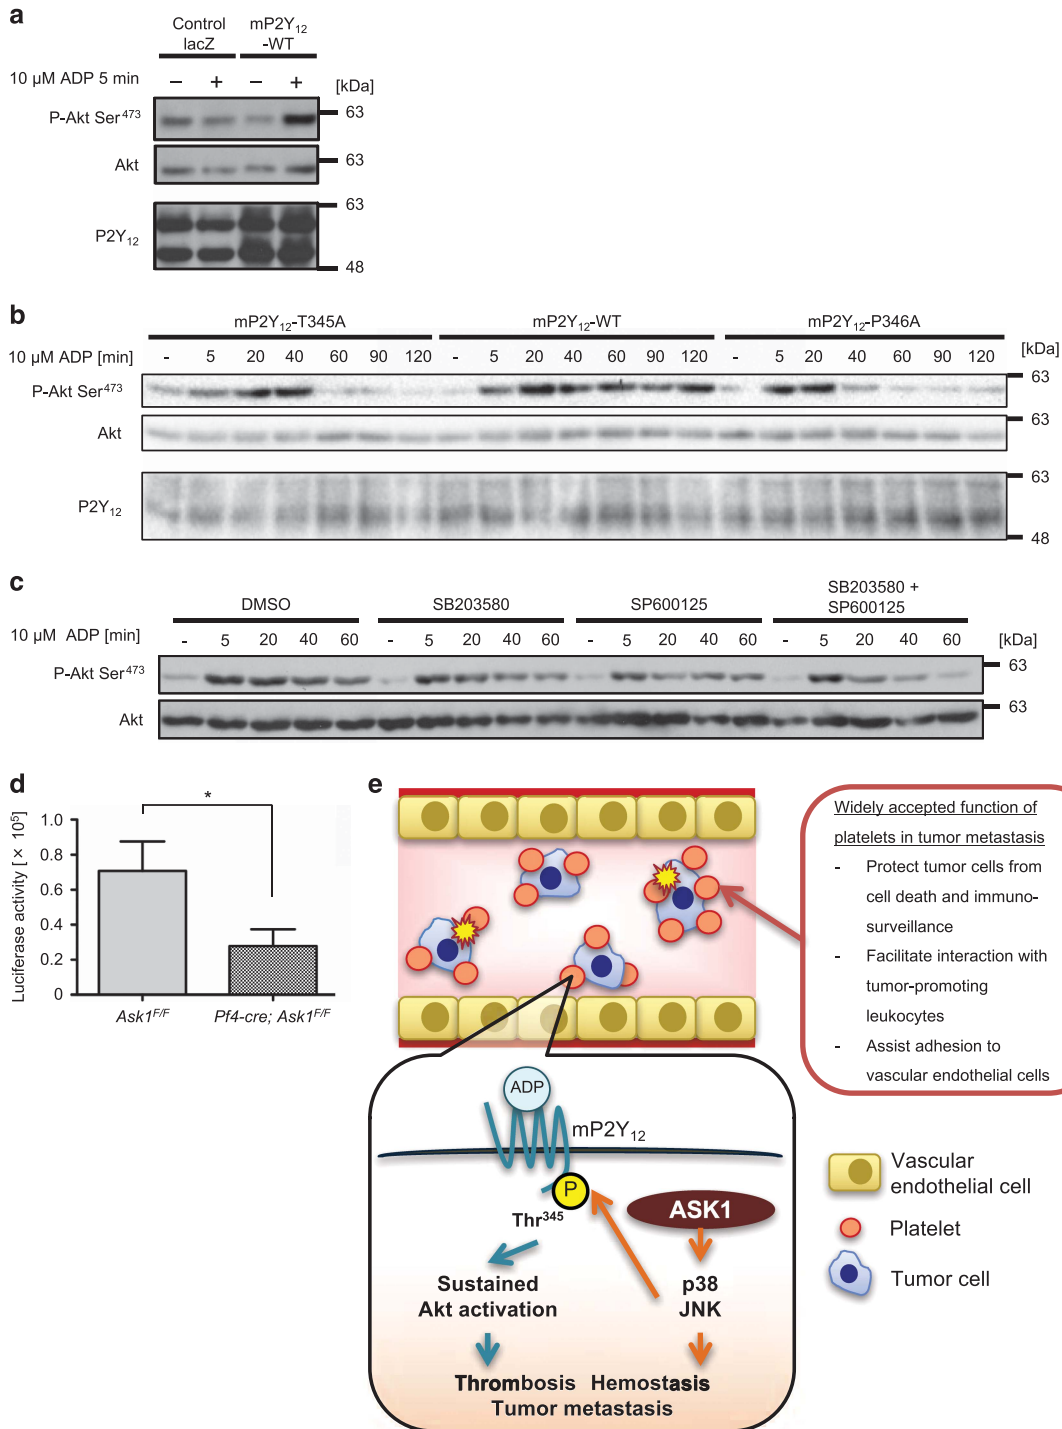 a
Control
lacZ
mP2Y₁₂
-WT
10 µM ADP 5 min
− + − +
[kDa]
P-Akt Ser⁴⁷³
63
Akt
63
P2Y₁₂
63
48
b
mP2Y₁₂-T345A mP2Y₁₂-WT mP2Y₁₂-P346A
10 µM ADP [min] - 5 20 40 60 90 120 - 5 20 40 60 90 120 - 5 20 40 60 90 120 [kDa]
P-Akt Ser⁴⁷³
63
Akt
63
P2Y₁₂
63
48
c
DMSO SB203580 SP600125
SB203580 +
SP600125
10 µM ADP [min] - 5 20 40 60 - 5 20 40 60 - 5 20 40 60 - 5 20 40 60 [kDa]
P-Akt Ser⁴⁷³
63
Akt
63
d
Luciferase activity [ × 10⁵]
1.0
0.8
0.6
0.4
0.2
0
*
Ask1F/F
Pf4-cre; Ask1F/F
e
Widely accepted function of
platelets in tumor metastasis
- Protect tumor cells from
cell death and immuno-
surveillance
- Facilitate interaction with
tumor-promoting
leukocytes
- Assist adhesion to
vascular endothelial cells
ADP
mP2Y₁₂
P
Thr³⁴⁵
ASK1
Sustained
Akt activation
p38
JNK
Thrombosis Hemostasis
Tumor metastasis
Vascular
endothelial cell
Platelet
Tumor cell